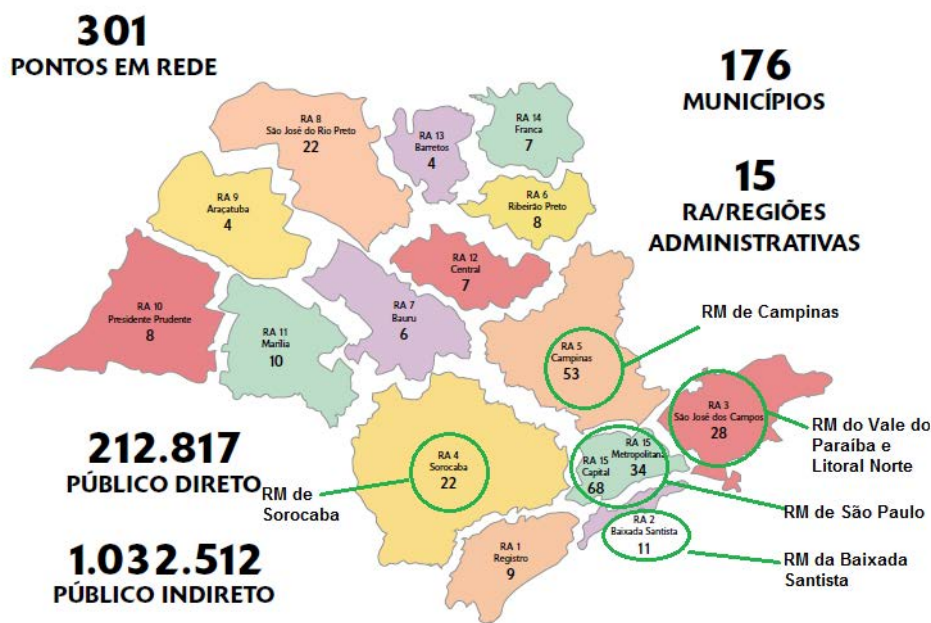 301
PONTOS EM REDE
176
MUNICÍPIOS
15
RA/REGIÕES
ADMINISTRATIVAS
RA 8
São José do Rio Preto
22
RA 13
Barretos
4
RA 14
Franca
7
RA 9
Araçatuba
4
RA 6
Ribeirão Preto
8
RA 12
Central
7
RA 10
Presidente Prudente
8
RA 11
Marília
10
RA 7
Bauru
6
RA 5
Campinas
53
RM de Campinas
RA 3
São José dos Campos
28
RM do Vale do
Paraíba e
Litoral Norte
RA 4
Sorocaba
22
RM de
Sorocaba
RA 15
Capital
68
RA 15
Metropolitana
34
RM de São Paulo
RA 2
Baixada Santista
11
RM da Baixada
Santista
RA 1
Registro
9
212.817
PÚBLICO DIRETO
1.032.512
PÚBLICO INDIRETO